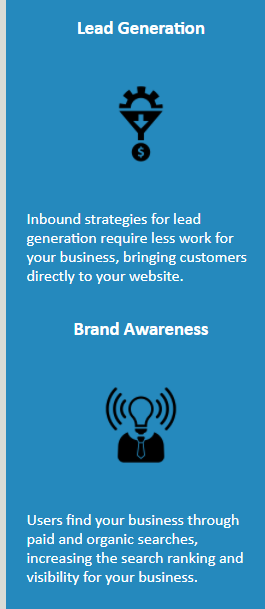 Lead Generation
$
Inbound strategies for lead
generation require less work for
your business, bringing customers
directly to your website.
Brand Awareness
Users find your business through
paid and organic searches,
increasing the search ranking and
visibility for your business.